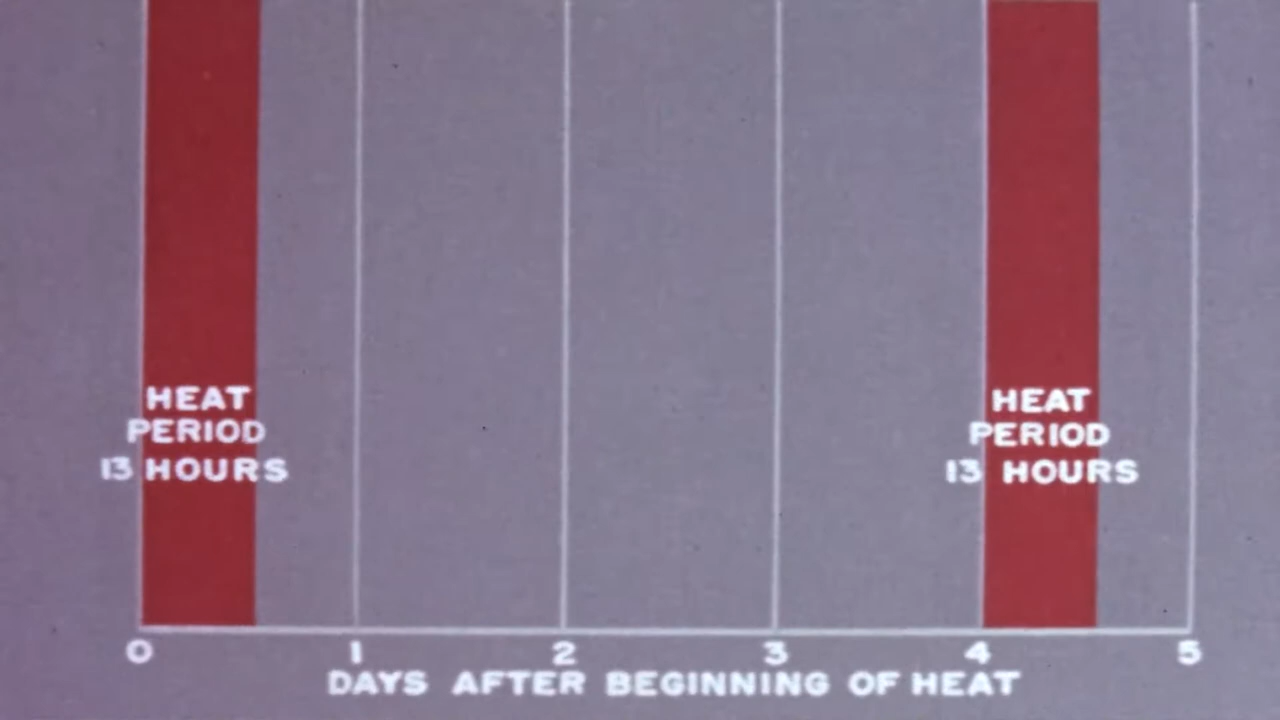 HEAT
PERIOD
13 HOURS
HEAT
PERIOD
13 HOURS
0 1 2 3 4 5
DAYS AFTER BEGINNING OF HEAT